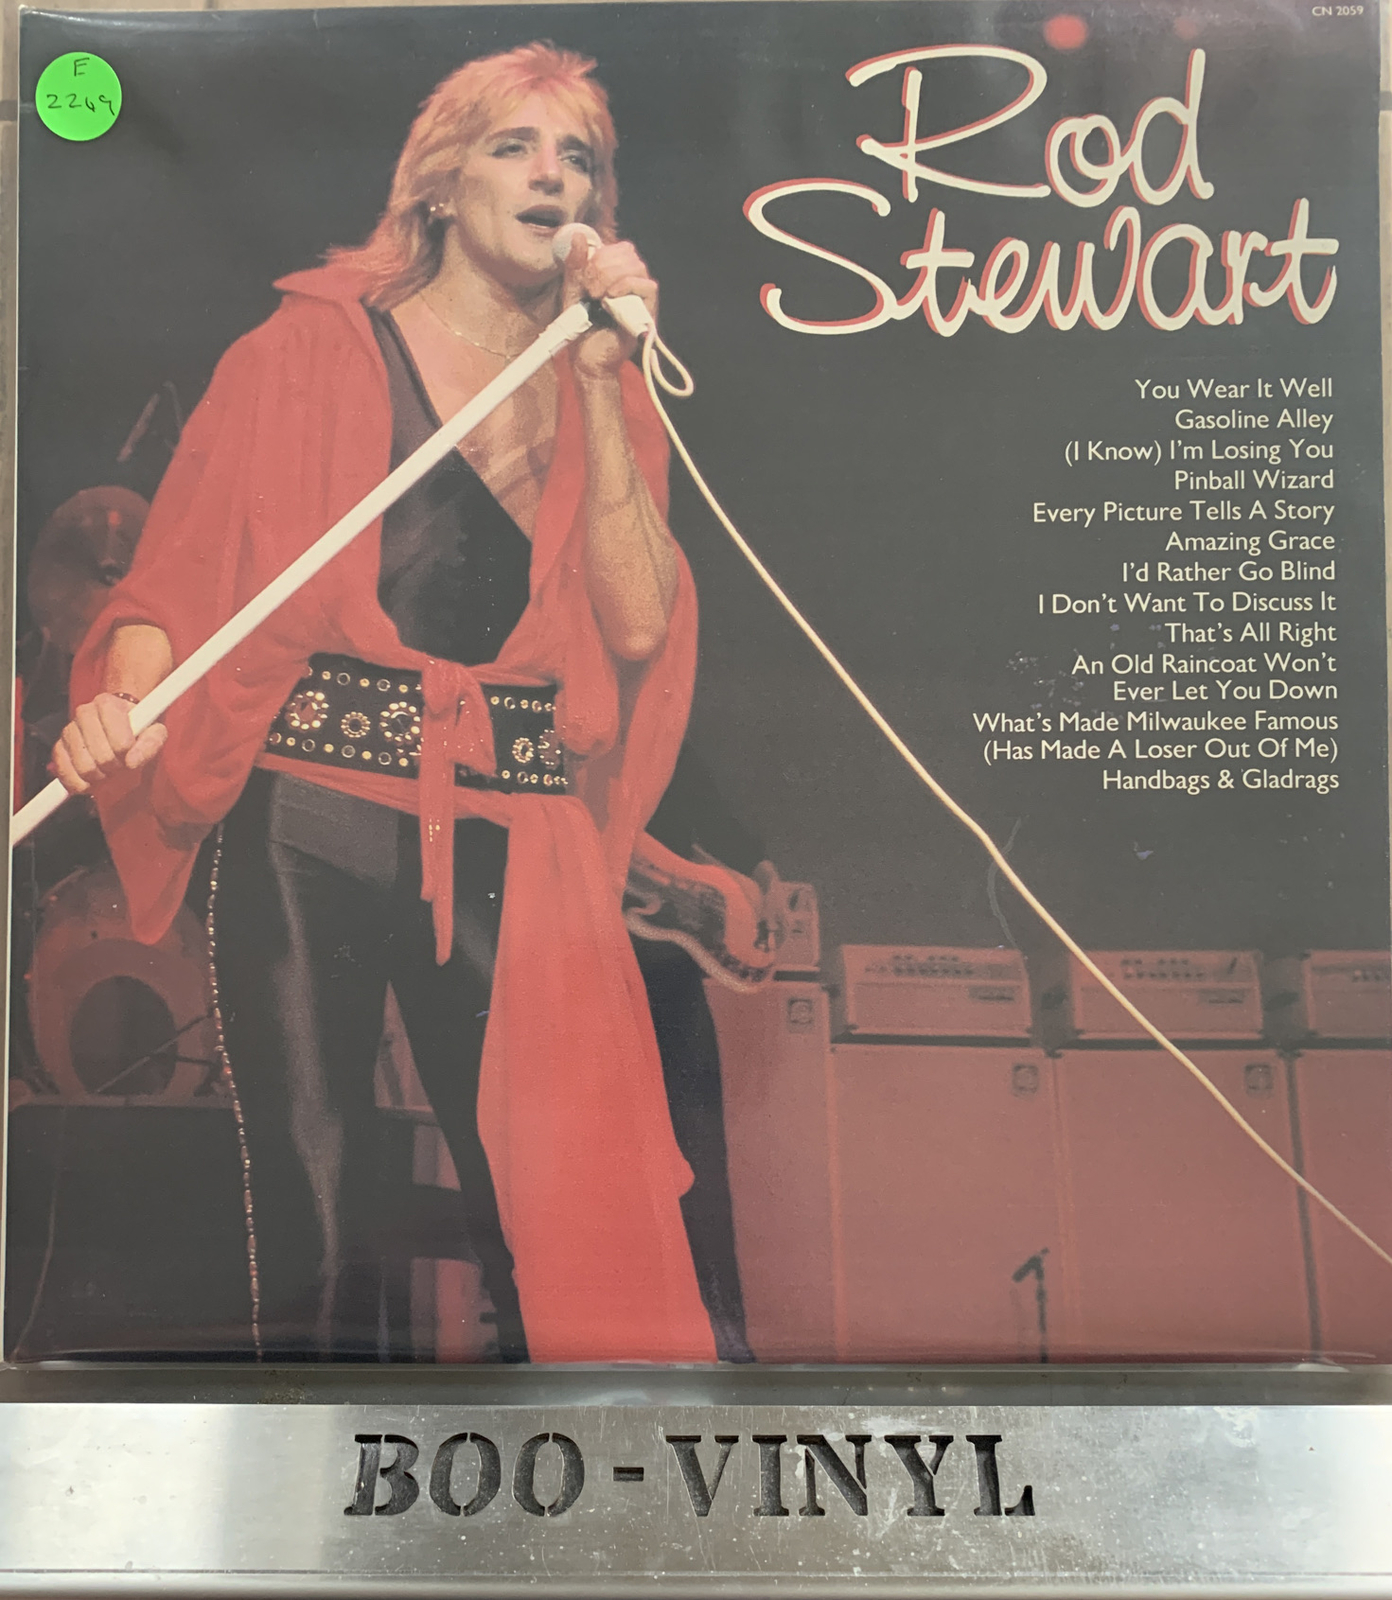 CN 2059
E
2249
Rod
Stewart
You Wear It Well
Gasoline Alley
(I Know) I'm Losing You
Pinball Wizard
Every Picture Tells A Story
Amazing Grace
I'd Rather Go Blind
I Don't Want To Discuss It
That's All Right
An Old Raincoat Won't
Ever Let You Down
What's Made Milwaukee Famous
(Has Made A Loser Out Of Me)
Handbags & Gladrags
BOO-VINYL